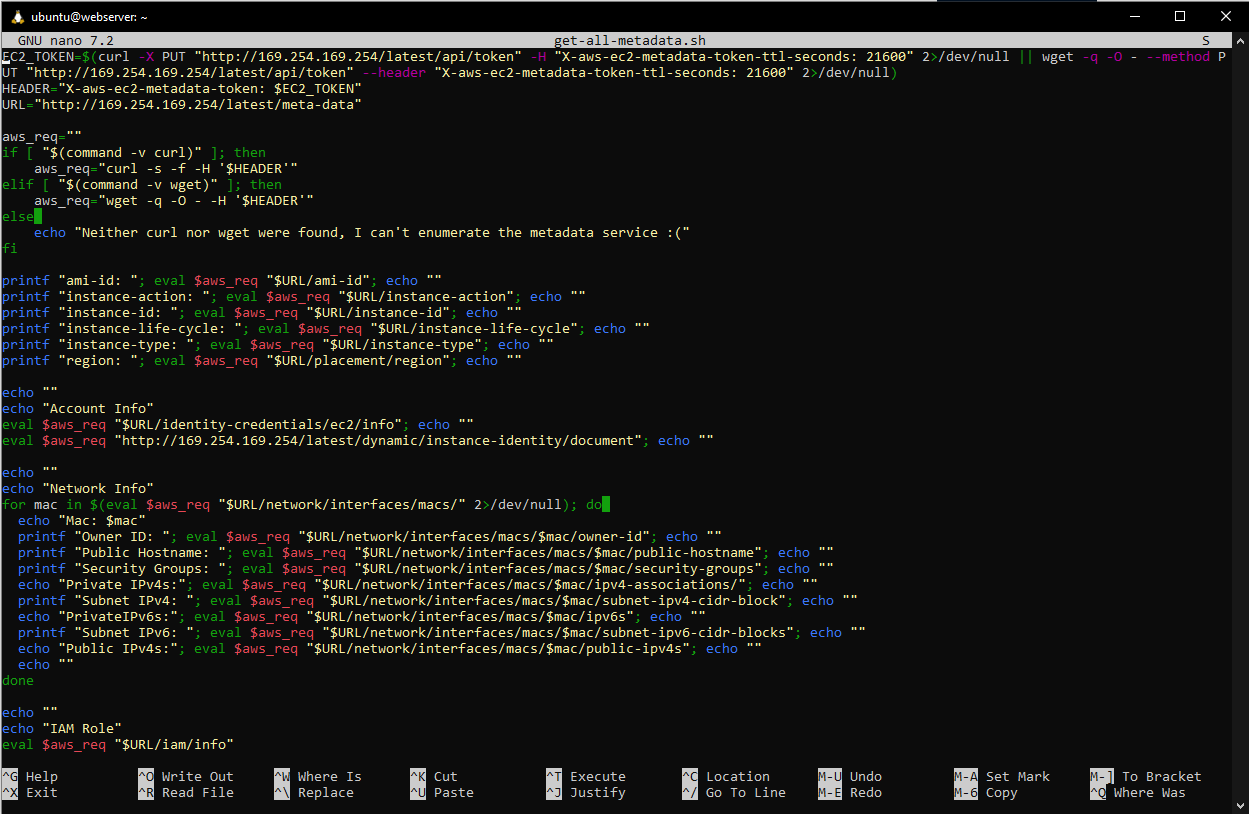 ubuntu@webserver: ~
GNU nano 7.2 get-all-metadata.sh S
EC2_TOKEN=$(curl -X PUT "http://169.254.169.254/latest/api/token" -H "X-aws-ec2-metadata-token-ttl-seconds: 21600" 2>/dev/null || wget -q -O - --method P
UT "http://169.254.169.254/latest/api/token" --header "X-aws-ec2-metadata-token-ttl-seconds: 21600" 2>/dev/null)
HEADER="X-aws-ec2-metadata-token: $EC2_TOKEN"
URL="http://169.254.169.254/latest/meta-data"

aws_req=""
if [ "$(command -v curl)" ]; then
    aws_req="curl -s -f -H '$HEADER'"
elif [ "$(command -v wget)" ]; then
    aws_req="wget -q -O - -H '$HEADER'"
else
    echo "Neither curl nor wget were found, I can't enumerate the metadata service :("
fi

printf "ami-id: "; eval $aws_req "$URL/ami-id"; echo ""
printf "instance-action: "; eval $aws_req "$URL/instance-action"; echo ""
printf "instance-id: "; eval $aws_req "$URL/instance-id"; echo ""
printf "instance-life-cycle: "; eval $aws_req "$URL/instance-life-cycle"; echo ""
printf "instance-type: "; eval $aws_req "$URL/instance-type"; echo ""
printf "region: "; eval $aws_req "$URL/placement/region"; echo ""

echo ""
echo "Account Info"
eval $aws_req "$URL/identity-credentials/ec2/info"; echo ""
eval $aws_req "http://169.254.169.254/latest/dynamic/instance-identity/document"; echo ""

echo ""
echo "Network Info"
for mac in $(eval $aws_req "$URL/network/interfaces/macs/" 2>/dev/null); do
  echo "Mac: $mac"
  printf "Owner ID: "; eval $aws_req "$URL/network/interfaces/macs/$mac/owner-id"; echo ""
  printf "Public Hostname: "; eval $aws_req "$URL/network/interfaces/macs/$mac/public-hostname"; echo ""
  printf "Security Groups: "; eval $aws_req "$URL/network/interfaces/macs/$mac/security-groups"; echo ""
  echo "Private IPv4s:"; eval $aws_req "$URL/network/interfaces/macs/$mac/ipv4-associations/"; echo ""
  printf "Subnet IPv4: "; eval $aws_req "$URL/network/interfaces/macs/$mac/subnet-ipv4-cidr-block"; echo ""
  echo "PrivateIPv6s:"; eval $aws_req "$URL/network/interfaces/macs/$mac/ipv6s"; echo ""
  printf "Subnet IPv6: "; eval $aws_req "$URL/network/interfaces/macs/$mac/subnet-ipv6-cidr-blocks"; echo ""
  echo "Public IPv4s:"; eval $aws_req "$URL/network/interfaces/macs/$mac/public-ipv4s"; echo ""
  echo ""
done

echo ""
echo "IAM Role"
eval $aws_req "$URL/iam/info"

^G Help ^O Write Out ^W Where Is ^K Cut ^T Execute ^C Location M-U Undo M-A Set Mark M-] To Bracket
^X Exit ^R Read File ^\ Replace ^U Paste ^J Justify ^/ Go To Line M-E Redo M-6 Copy ^Q Where Was